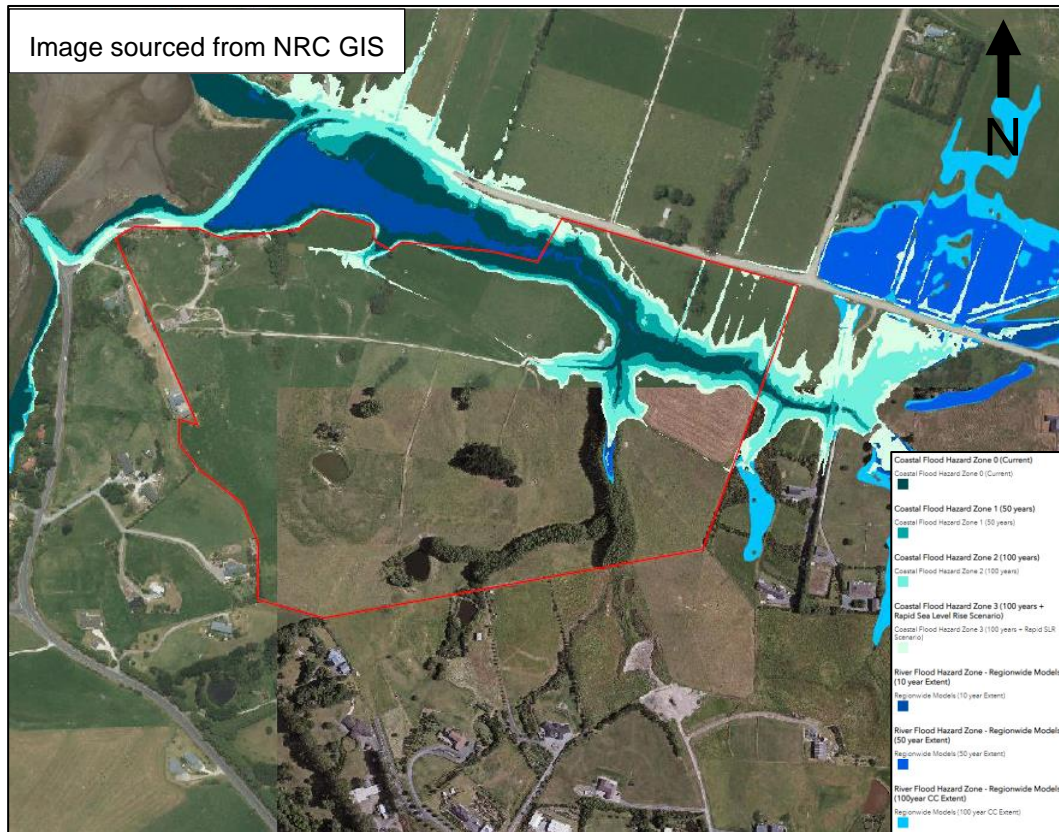 Image sourced from NRC GIS
N
Coastal Flood Hazard Zone 0 (Current)
Coastal Flood Hazard Zone 0 (Current)
Coastal Flood Hazard Zone 1 (50 years)
Coastal Flood Hazard Zone 1 (50 years)
Coastal Flood Hazard Zone 2 (100 years)
Coastal Flood Hazard Zone 2 (100 years)
Coastal Flood Hazard Zone 3 (100 years +
Rapid Sea Level Rise Scenario)
Coastal Flood Hazard Zone 3 (100 years + Rapid SLR
Scenario)
River Flood Hazard Zone - Regionwide Models
(10 year Extent)
Regionwide Models (10 year Extent)
River Flood Hazard Zone - Regionwide Models
(50 year Extent)
Regionwide Models (50 year Extent)
River Flood Hazard Zone - Regionwide Models
(100year CC Extent)
Regionwide Models (100 year CC Extent)